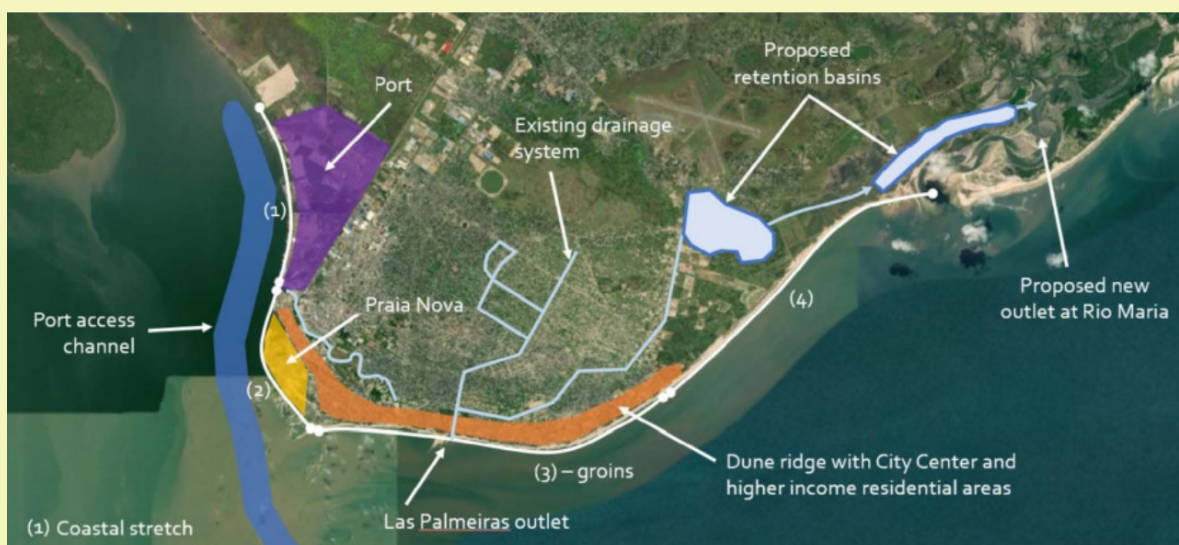 Proposed
retention basins
Port
Existing drainage
system
(1)
Praia Nova
(4)
Proposed new
outlet at Rio Maria
Port access
channel
(2)
(3) – groins
Dune ridge with City Center and
higher income residential areas
Las Palmeiras outlet
(1) Coastal stretch